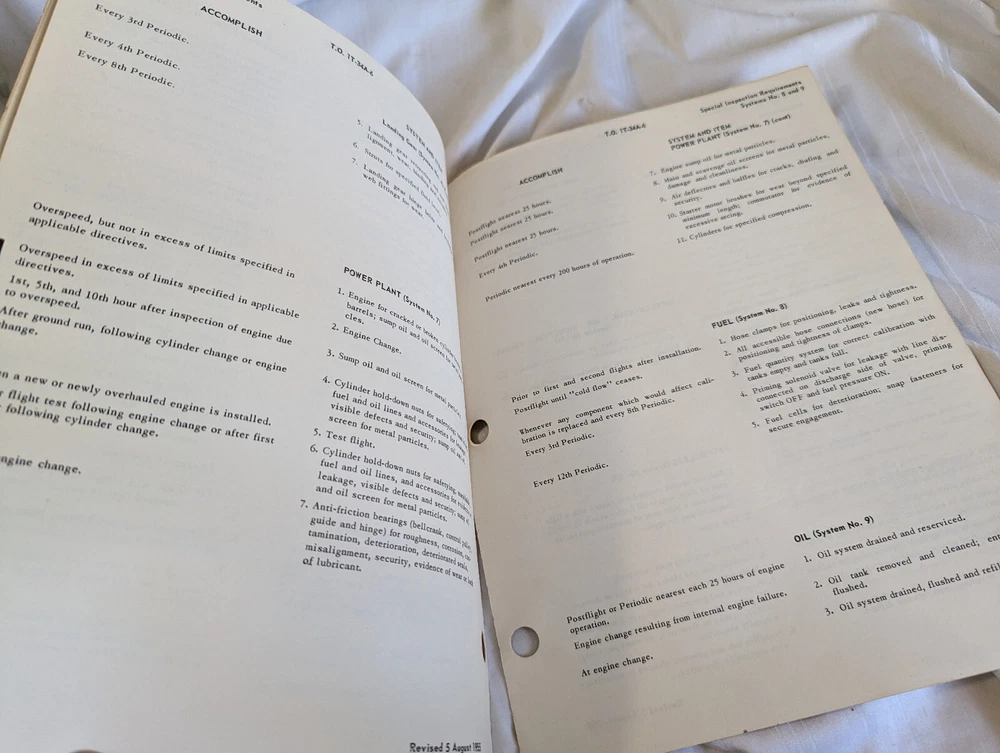 ACCOMPLISH
T.O. 1T-34A-6
Every 3rd Periodic.
Every 4th Periodic.
Every 8th Periodic.
SYSTEM AND
Landing Gear (System
5. Landing gear
6. Struts for specified
7. Landing gear hinge
web fittings for wear.
Overspeed, but not in excess of limits specified in
applicable directives.
Overspeed in excess of limits specified in applicable
directives.
1st, 5th, and 10th hour after inspection of engine due
to overspeed.
After ground run, following cylinder change or engine
change.
a new or newly overhauled engine is installed.
flight test following engine change or after first
following cylinder change.
engine change.
POWER PLANT (System No. 7)
1. Engine for cracked or broken cylinder
barrels; sump oil and oil screen
cles.
2. Engine Change.
3. Sump oil and oil screen for metal
4. Cylinder hold-down nuts for safetying,
fuel and oil lines and accessories for
visible defects and security; sump oil and
screen for metal particles.
5. Test flight.
6. Cylinder hold-down nuts for safetying,
fuel and oil lines, and accessories for
leakage, visible defects and security; sump
and oil screen for metal particles.
7. Anti-friction bearings (bellcrank, control pulley,
guide and hinge) for roughness, corrosion, con-
tamination, deterioration, deteriorated seals,
misalignment, security, evidence of wear or
of lubricant.
Revised 5 August 1955
T.O. 1T-34A-6
Special Inspection Requirements
Systems No. 8 and 9
ACCOMPLISH
SYSTEM AND ITEM
POWER PLANT (System No. 7) (cont)
Postflight nearest 25 hours.
Postflight nearest 25 hours.
Postflight nearest 25 hours.
Every 4th Periodic.
Periodic nearest every 200 hours of operation.
7. Engine sump oil for metal particles.
8. Main and scavenge oil screens for metal particles,
damage and cleanliness.
9. Air deflectors and baffles for cracks, chafing and
security.
10. Starter motor brushes for wear beyond specified
minimum length; commutator for evidence of
excessive arcing.
11. Cylinders for specified compression.
FUEL (System No. 8)
Prior to first and second flights after installation.
Postflight until "cold flow" ceases.
Whenever any component which would affect cali-
bration is replaced and every 8th Periodic.
Every 3rd Periodic.
Every 12th Periodic.
1. Hose clamps for positioning, leaks and tightness.
2. All accessible hose connections (new hose) for
positioning and tightness of clamps.
3. Fuel quantity system for correct calibration with
tanks empty and tanks full.
4. Priming solenoid valve for leakage with line dis-
connected on discharge side of valve, priming
switch OFF and fuel pressure ON.
5. Fuel cells for deterioration; snap fasteners for
secure engagement.
OIL (System No. 9)
Postflight or Periodic nearest each 25 hours of engine
operation.
Engine change resulting from internal engine failure.
At engine change.
1. Oil system drained and reserviced.
2. Oil tank removed and cleaned;
flushed.
3. Oil system drained, flushed and